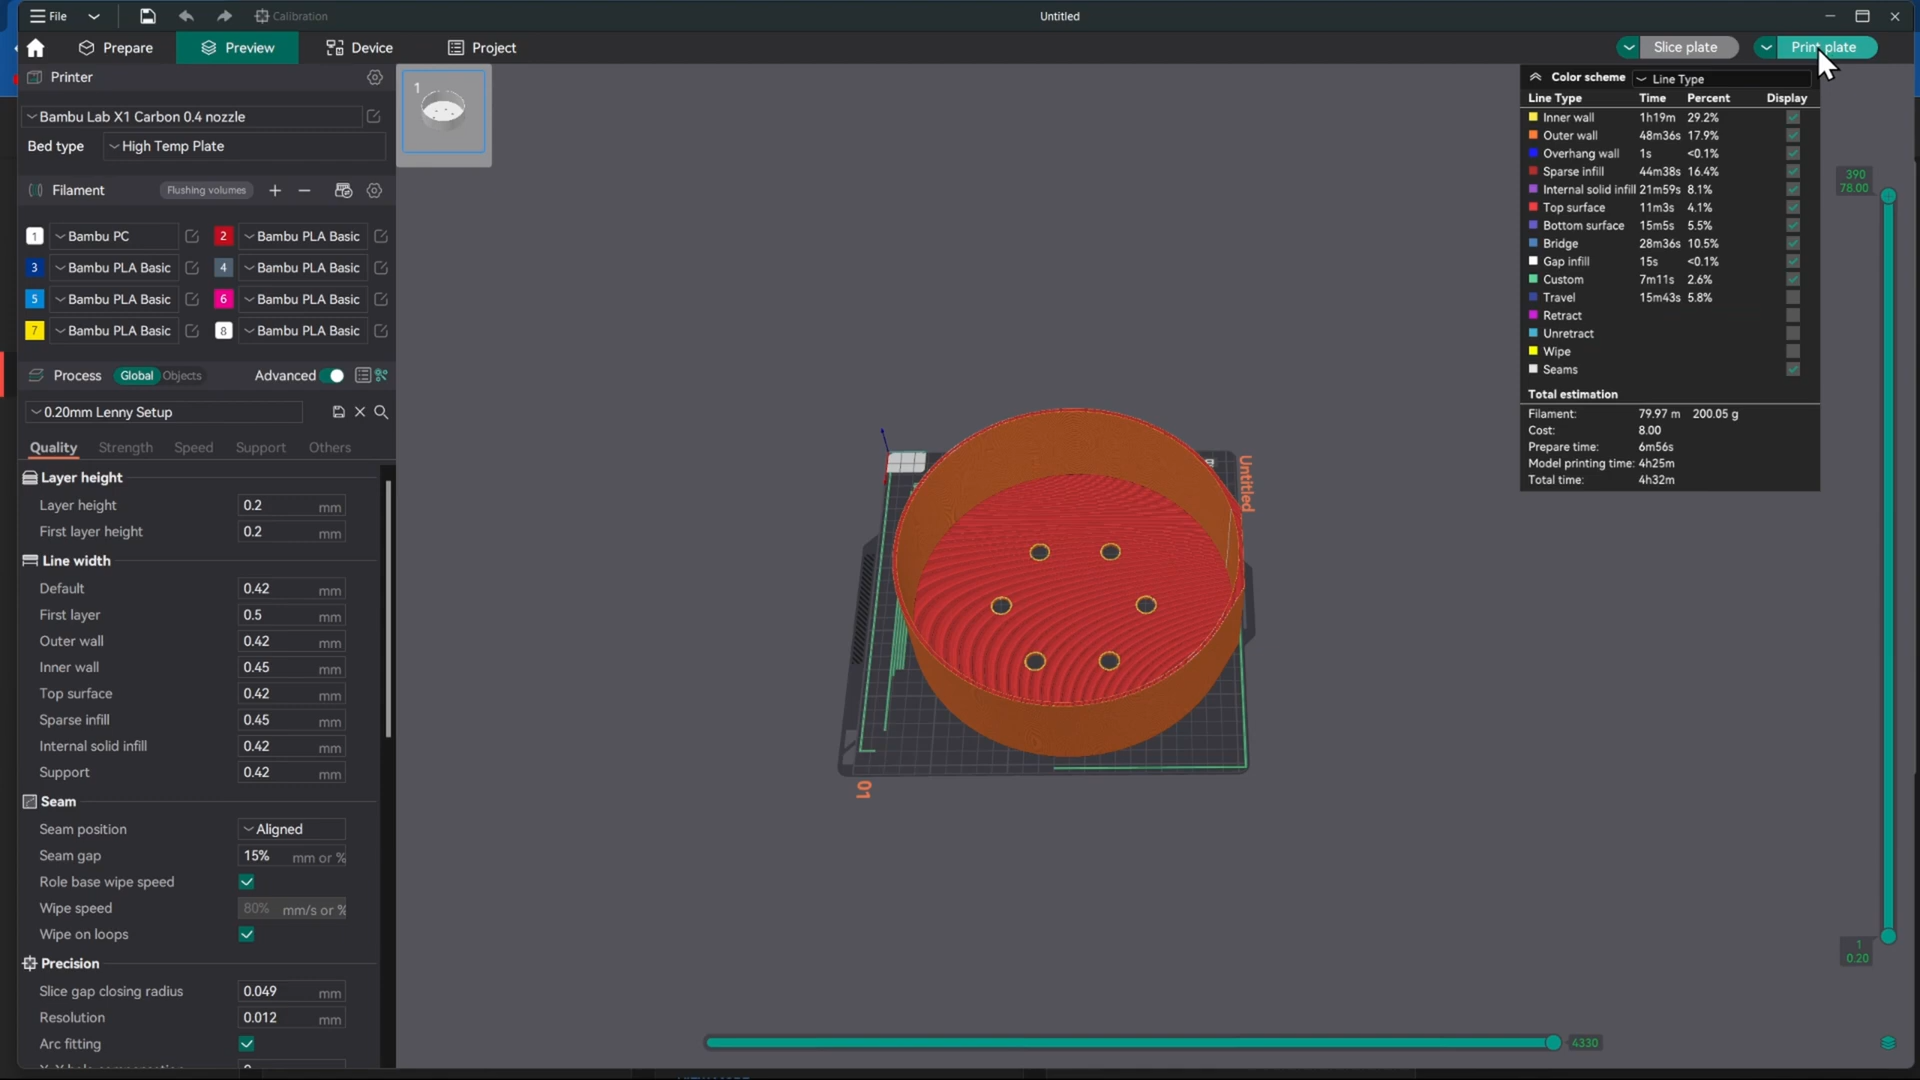 File Calibration Untitled
Prepare Preview Device Project Slice plate Print plate
Printer
Bambu Lab X1 Carbon 0.4 nozzle
Bed type High Temp Plate
Filament Flushing volumes
1 Bambu PC 2 Bambu PLA Basic
3 Bambu PLA Basic 4 Bambu PLA Basic
5 Bambu PLA Basic 6 Bambu PLA Basic
7 Bambu PLA Basic 8 Bambu PLA Basic
Process Global Objects Advanced
0.20mm Lenny Setup
Quality Strength Speed Support Others
Layer height
Layer height 0.2 mm
First layer height 0.2 mm
Line width
Default 0.42 mm
First layer 0.5 mm
Outer wall 0.42 mm
Inner wall 0.45 mm
Top surface 0.42 mm
Sparse infill 0.45 mm
Internal solid infill 0.42 mm
Support 0.42 mm
Seam
Seam position Aligned
Seam gap 15% mm or %
Role base wipe speed
Wipe speed 80% mm/s or %
Wipe on loops
Precision
Slice gap closing radius 0.049 mm
Resolution 0.012 mm
Arc fitting
1
Untitled
01
Color scheme Line Type
Line Type Time Percent Display
Inner wall 1h19m 29.2%
Outer wall 48m36s 17.9%
Overhang wall 1s <0.1%
Sparse infill 44m38s 16.4%
Internal solid infill 21m59s 8.1%
Top surface 11m3s 4.1%
Bottom surface 15m5s 5.5%
Bridge 28m36s 10.5%
Gap infill 15s <0.1%
Custom 7m11s 2.6%
Travel 15m43s 5.8%
Retract
Unretract
Wipe
Seams
Total estimation
Filament: 79.97 m 200.05 g
Cost: 8.00
Prepare time: 6m56s
Model printing time: 4h25m
Total time: 4h32m
390
78.00
1
0.20
4330